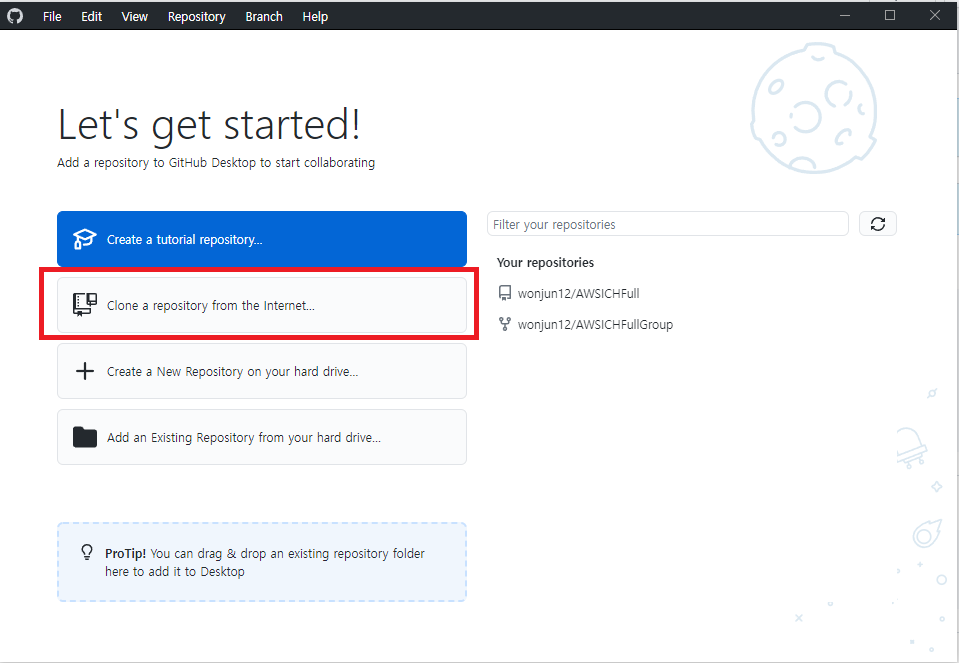 File Edit View Repository Branch Help
Let's get started!
Add a repository to GitHub Desktop to start collaborating
Create a tutorial repository...
Clone a repository from the Internet...
Create a New Repository on your hard drive...
Add an Existing Repository from your hard drive...
ProTip! You can drag & drop an existing repository folder
here to add it to Desktop
Filter your repositories
Your repositories
wonjun12/AWSICHFull
wonjun12/AWSICHFullGroup